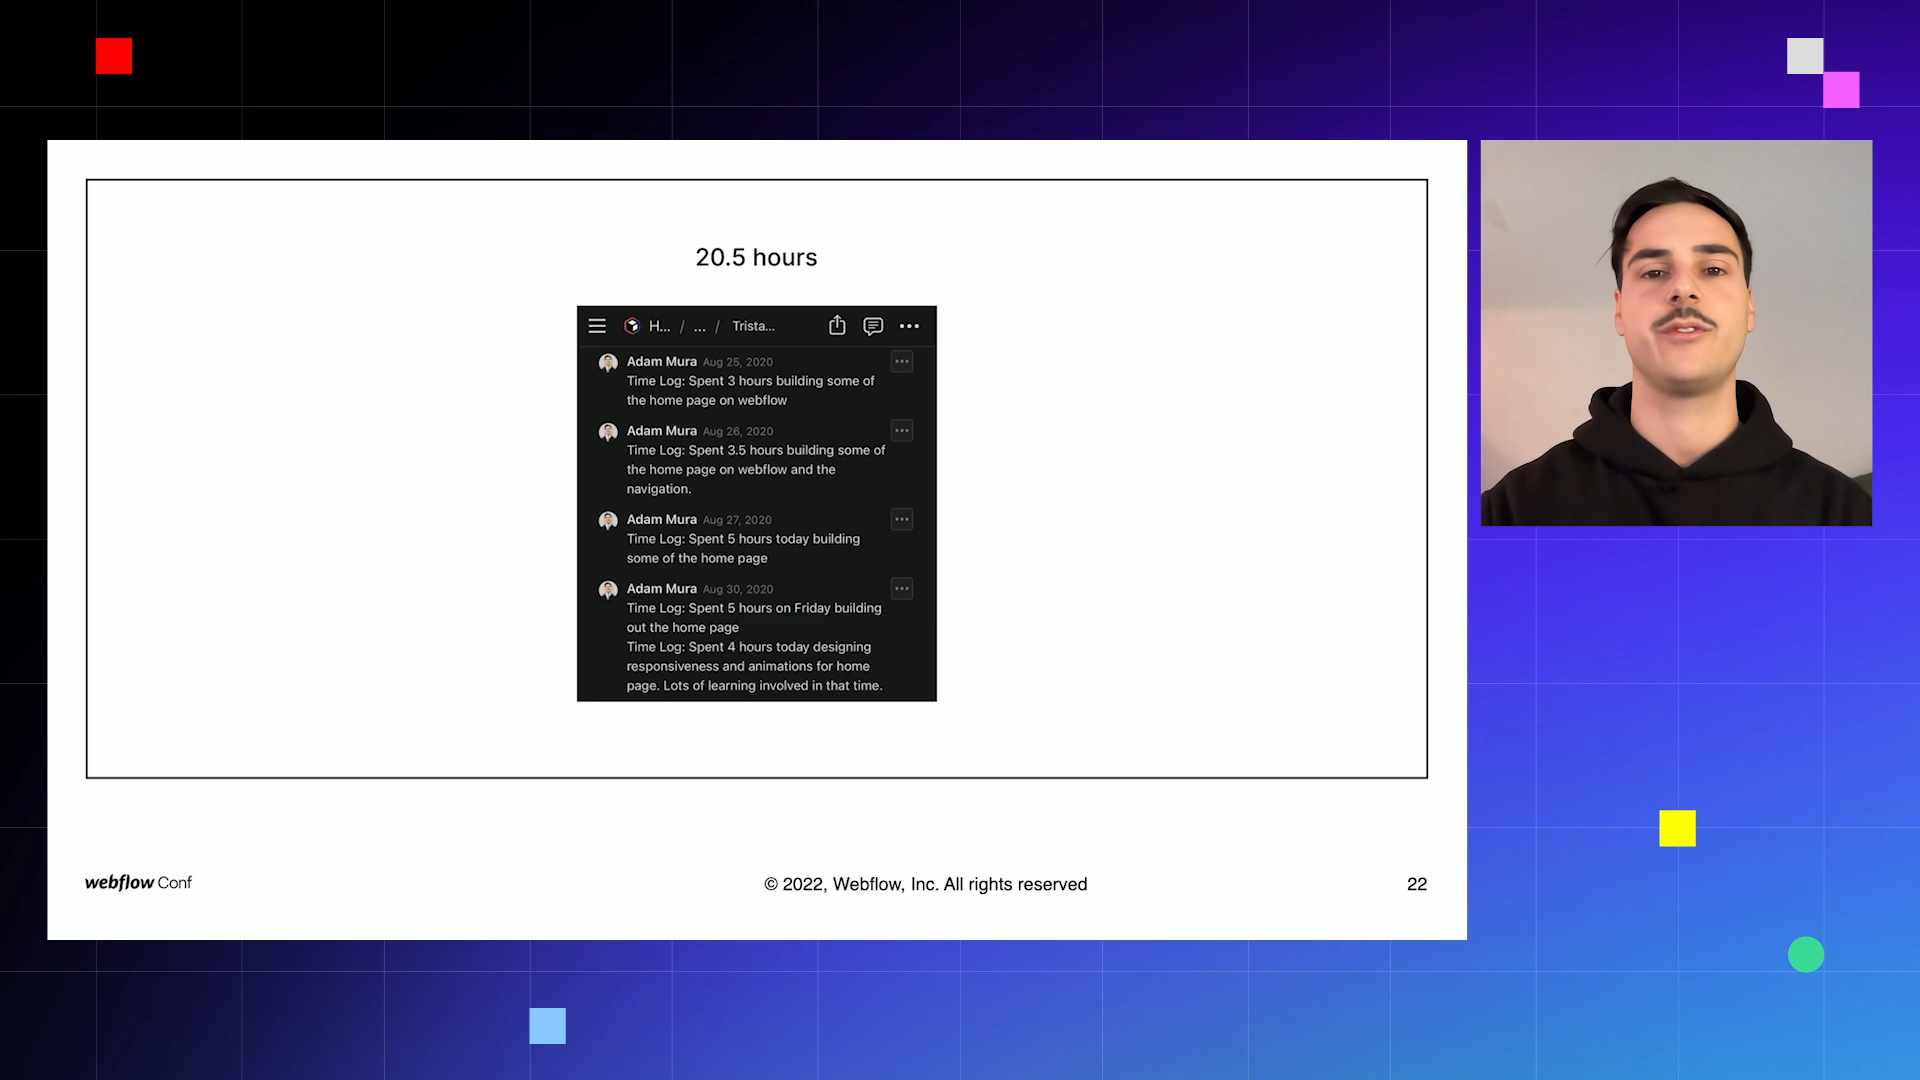 20.5 hours
H... / ... / Trista...
Adam Mura Aug 25, 2020
Time Log: Spent 3 hours building some of
the home page on webflow
Adam Mura Aug 26, 2020
Time Log: Spent 3.5 hours building some of
the home page on webflow and the
navigation.
Adam Mura Aug 27, 2020
Time Log: Spent 5 hours today building
some of the home page
Adam Mura Aug 30, 2020
Time Log: Spent 5 hours on Friday building
out the home page
Time Log: Spent 4 hours today designing
responsiveness and animations for home
page. Lots of learning involved in that time.
webflow Conf
© 2022, Webflow, Inc. All rights reserved
22